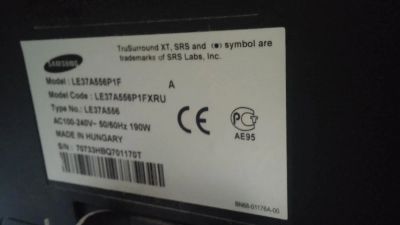 SAMSUNG
TruSurround XT, SRS and (●) symbol are
trademarks of SRS Labs, Inc.
Model : LE37A556P1F A
Model Code : LE37A556P1FXRU
Type No. : LE37A556
AC100-240V~ 50/60Hz 190W
MADE IN HUNGARY
S/N : 70733HBQ701170T
CE
AE95
BN68-01176A-00